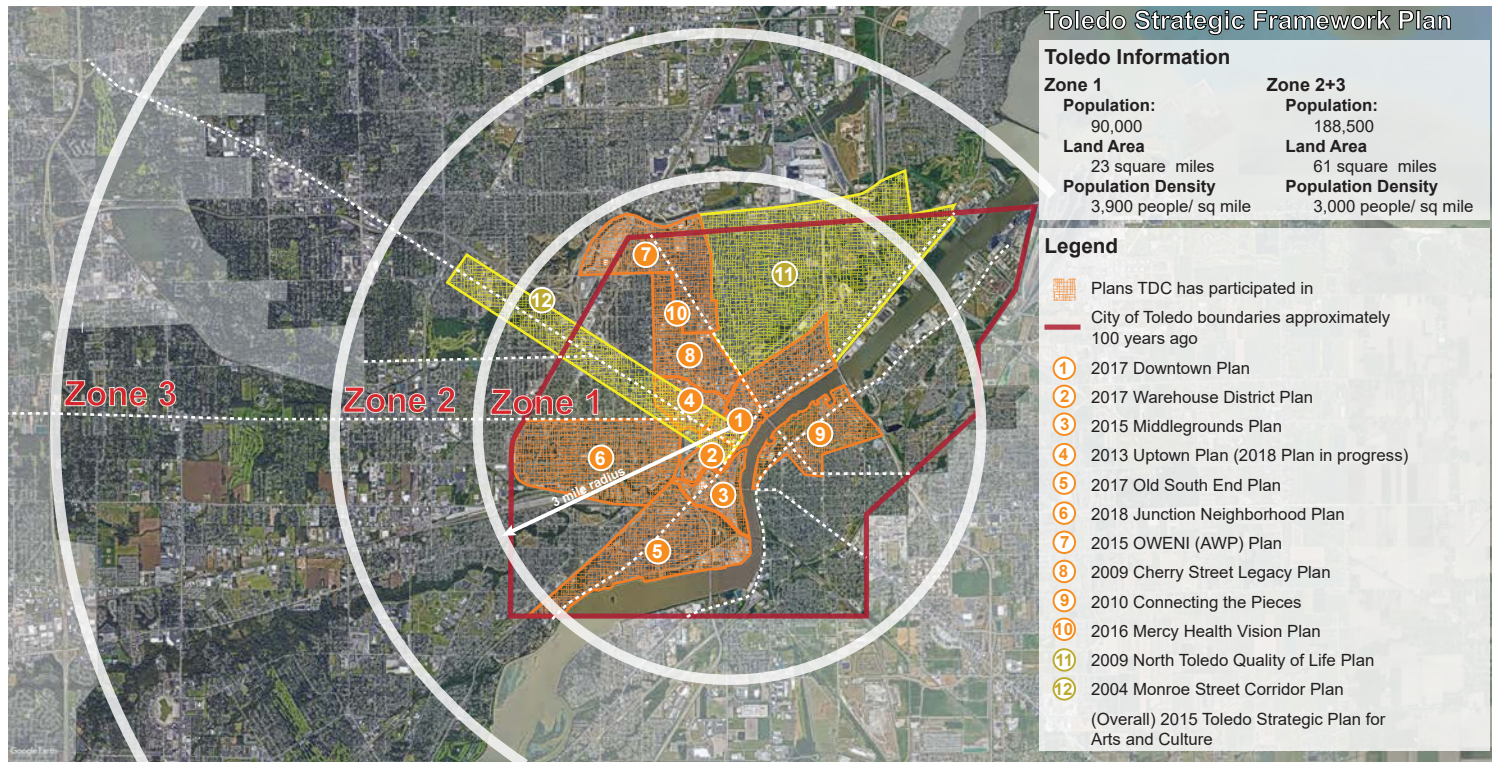 Toledo Strategic Framework Plan
Toledo Information
Zone 1
Population:
90,000
Land Area
23 square miles
Population Density
3,900 people/ sq mile
Zone 2+3
Population:
188,500
Land Area
61 square miles
Population Density
3,000 people/ sq mile
Legend
Plans TDC has participated in
City of Toledo boundaries approximately
100 years ago
1 2017 Downtown Plan
2 2017 Warehouse District Plan
3 2015 Middlegrounds Plan
4 2013 Uptown Plan (2018 Plan in progress)
5 2017 Old South End Plan
6 2018 Junction Neighborhood Plan
7 2015 OWENI (AWP) Plan
8 2009 Cherry Street Legacy Plan
9 2010 Connecting the Pieces
10 2016 Mercy Health Vision Plan
11 2009 North Toledo Quality of Life Plan
12 2004 Monroe Street Corridor Plan
(Overall) 2015 Toledo Strategic Plan for
Arts and Culture
7
11
12
10
8
Zone 3
Zone 2
Zone 1
4
1
9
6
2
3 mile radius
3
5
Google Earth